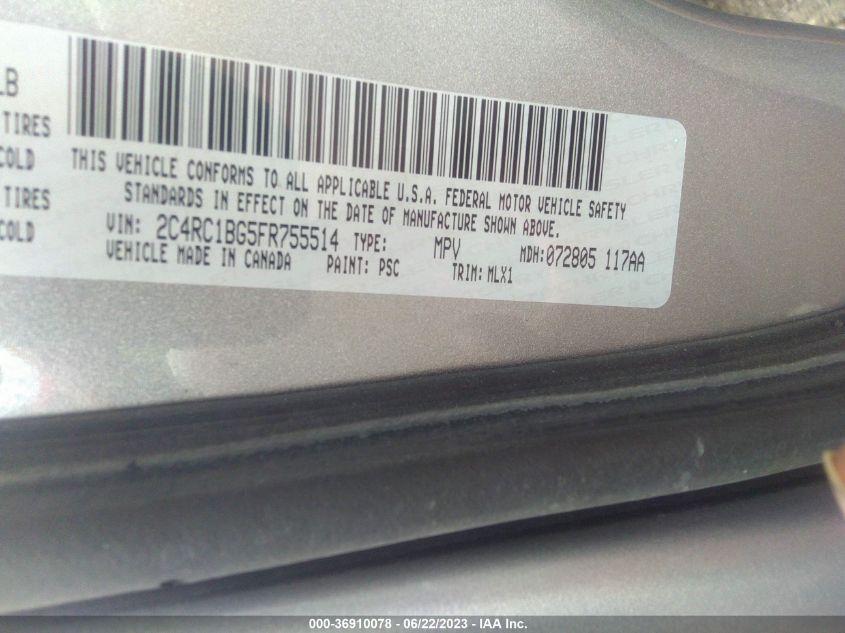 LB
TIRES
COLD
TIRES
COLD
THIS VEHICLE CONFORMS TO ALL APPLICABLE U.S.A. FEDERAL MOTOR VEHICLE SAFETY
STANDARDS IN EFFECT ON THE DATE OF MANUFACTURE SHOWN ABOVE.
VIN: 2C4RC1BG5FR755514 TYPE: MPV MDH:072805 117AA
VEHICLE MADE IN CANADA PAINT: PSC TRIM: MLX1
000-36910078 - 06/22/2023 - IAA Inc.